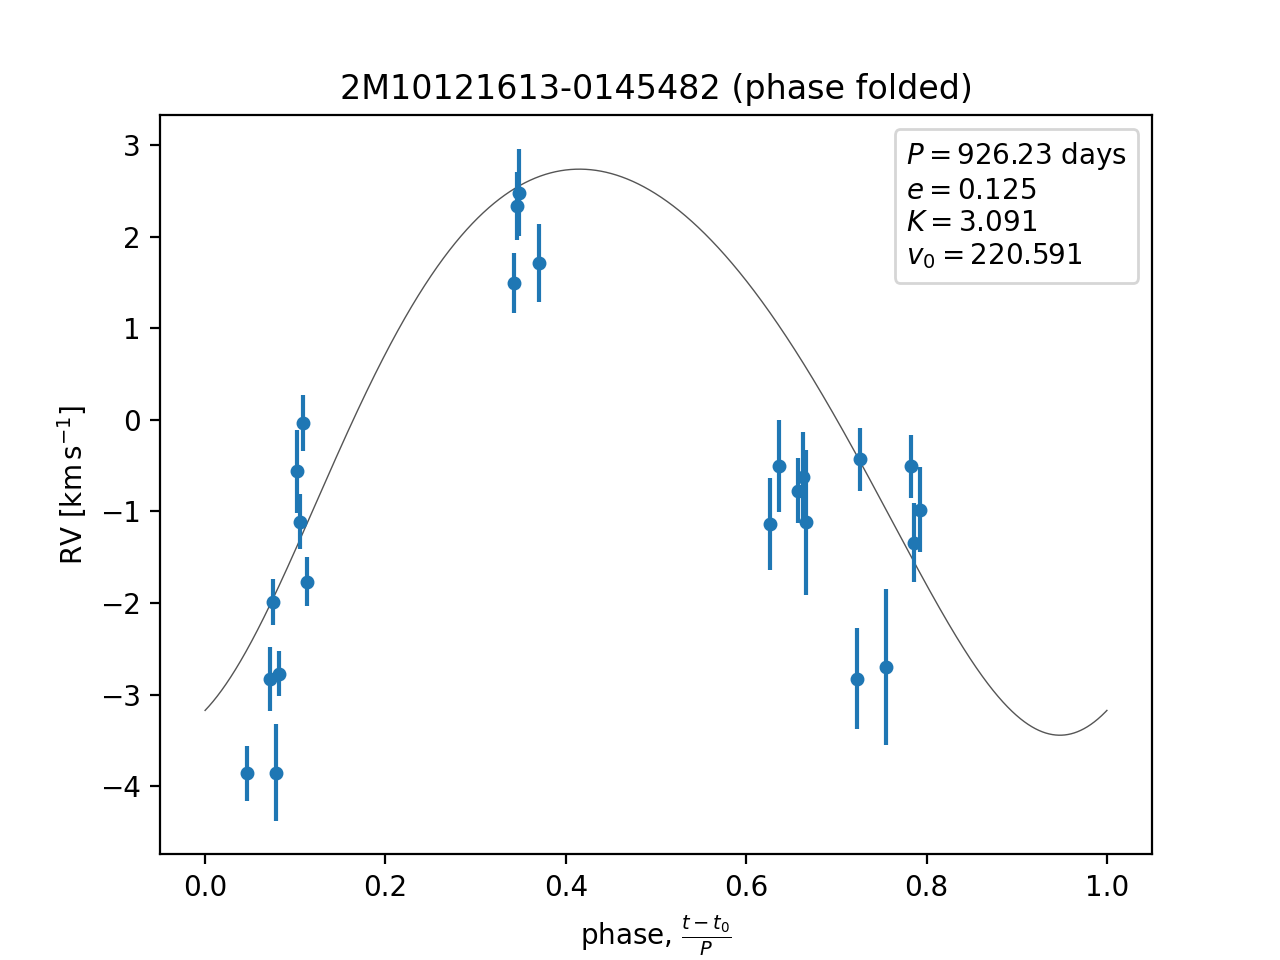 2M10121613-0145482 (phase folded)
P = 926.23 days
e = 0.125
K = 3.091
v₀ = 220.591
RV [km s⁻¹]
3
2
1
0
−1
−2
−3
−4
0.0 0.2 0.4 0.6 0.8 1.0
phase, (t − t₀)/P